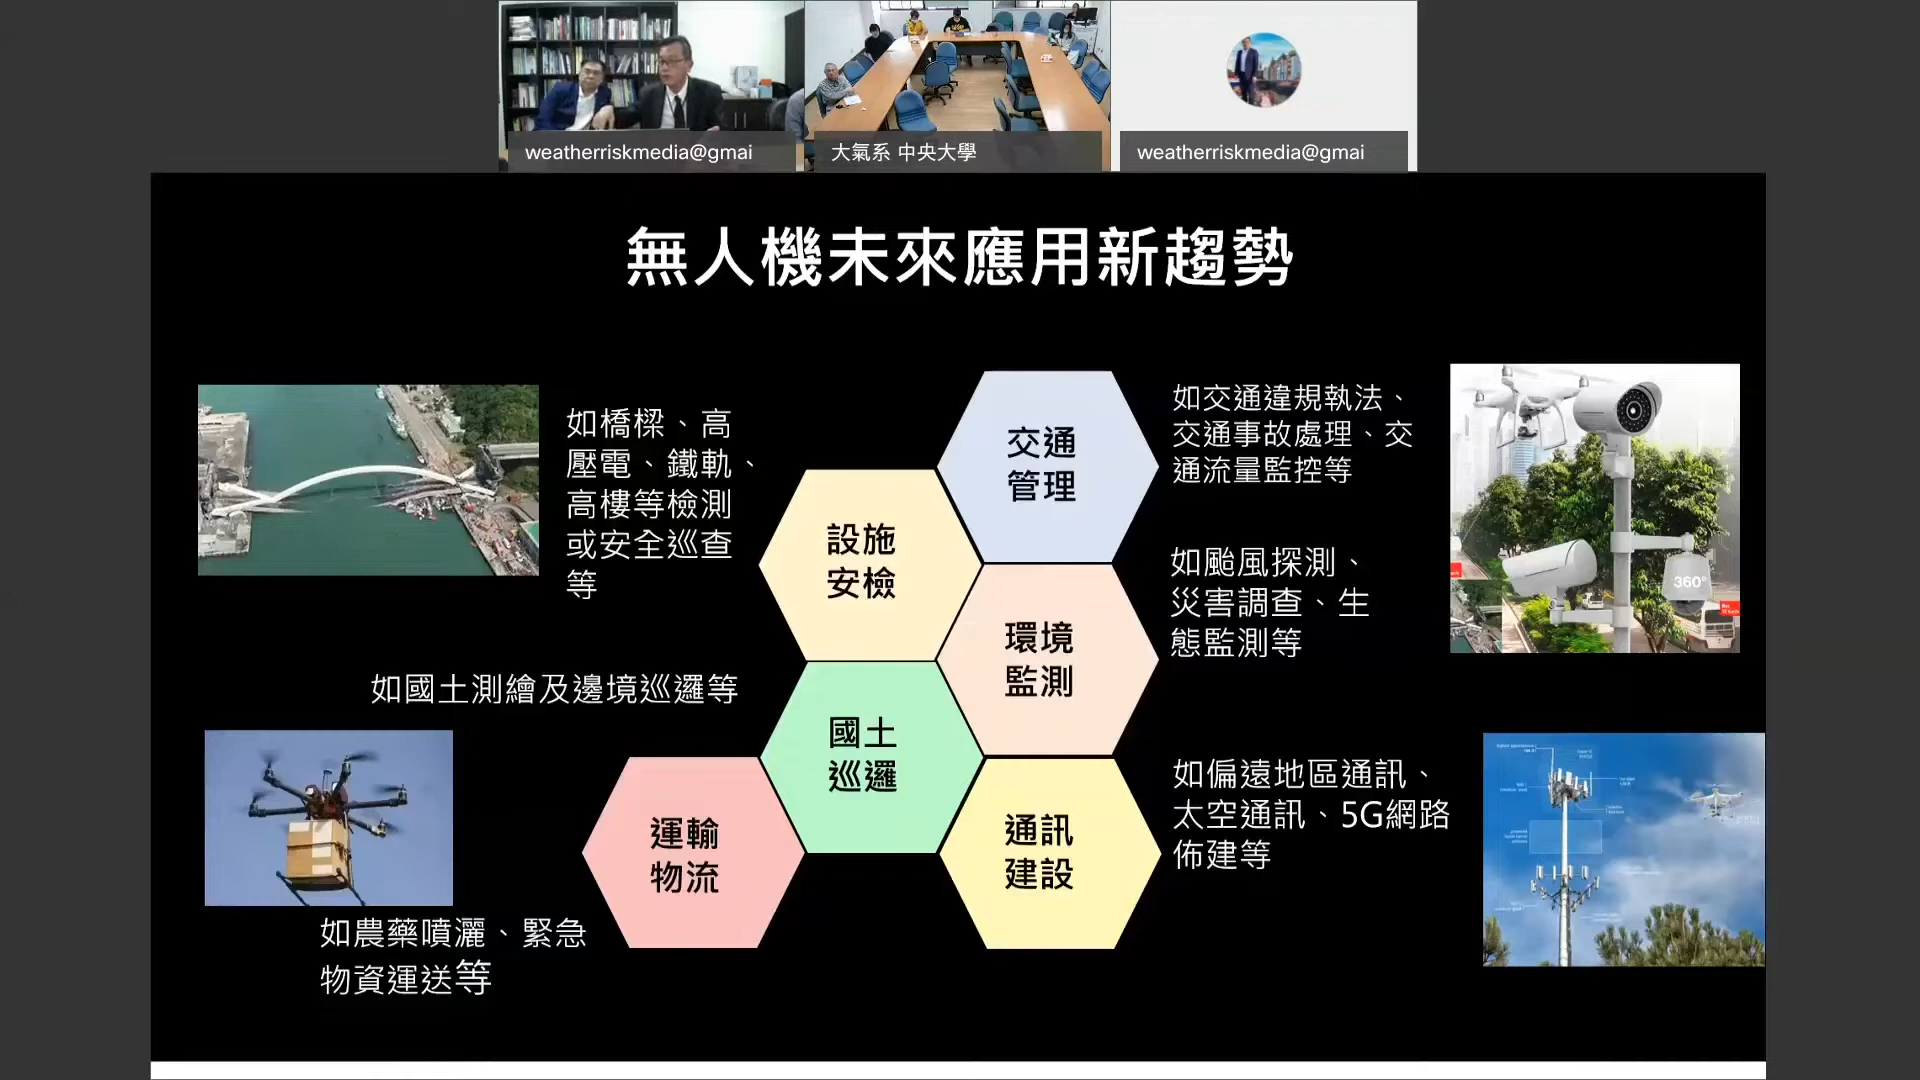 weatherriskmedia@gmai
大氣系 中央大學
weatherriskmedia@gmai
無人機未來應用新趨勢
如橋樑、高
壓電、鐵軌、
高樓等檢測
或安全巡查
等
設施
安檢
交通
管理
如交通違規執法、
交通事故處理、交
通流量監控等
環境
監測
如颱風探測、
災害調查、生
態監測等
360°
如國土測繪及邊境巡邏等
國土
巡邏
運輸
物流
如農藥噴灑、緊急
物資運送等
通訊
建設
如偏遠地區通訊、
太空通訊、5G網路
佈建等